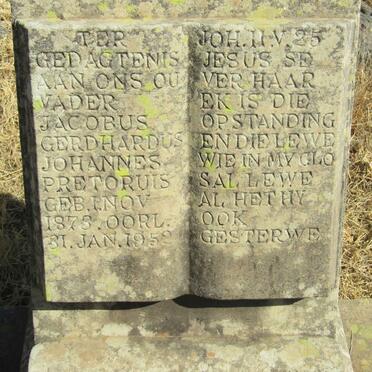 TER
GEDAGTENIS
AAN ONS OU
VADER
JACOBUS
GERDHARDUS
JOHANNES
PRETORUIS
GEB.1.NOV
1875.OORL.
31.JAN.1958
JOH.11.V.25
JESUS SE
VER HAAR
EK IS DIE
OPSTANDING
EN DIE LEWE
WIE IN MY GLO
SAL LEWE
AL HET HY
OOK
GESTERWE